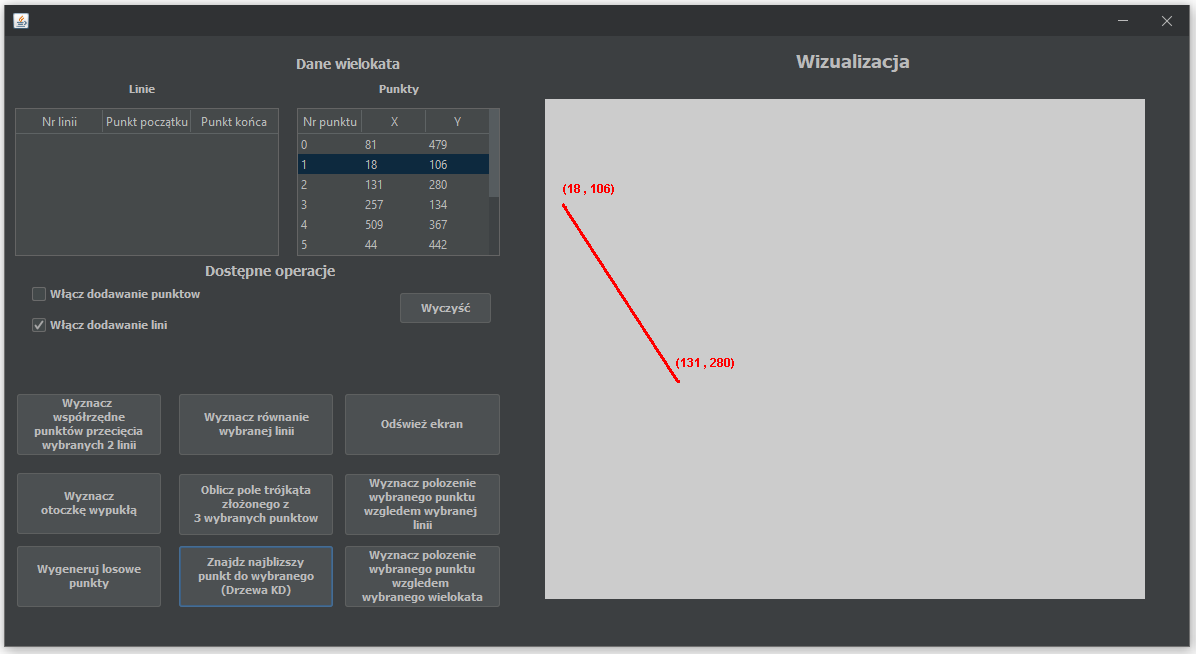 Dane wielokata
Wizualizacja
Linie
Punkty
Nr linii Punkt początku Punkt końca
Nr punktu X Y
0 81 479
1 18 106
2 131 280
3 257 134
4 509 367
5 44 442
Dostępne operacje
Włącz dodawanie punktow
Włącz dodawanie lini
Wyczyść
Wyznacz
współrzędne
punktów przecięcia
wybranych 2 linii
Wyznacz równanie
wybranej linii
Odśwież ekran
Wyznacz
otoczkę wypukłą
Oblicz pole trójkąta
złożonego z
3 wybranych punktow
Wyznacz polozenie
wybranego punktu
wzgledem wybranej
linii
Wygeneruj losowe
punkty
Znajdz najblizszy
punkt do wybranego
(Drzewa KD)
Wyznacz polozenie
wybranego punktu
wzgledem
wybranego wielokata
(18 , 106)
(131 , 280)